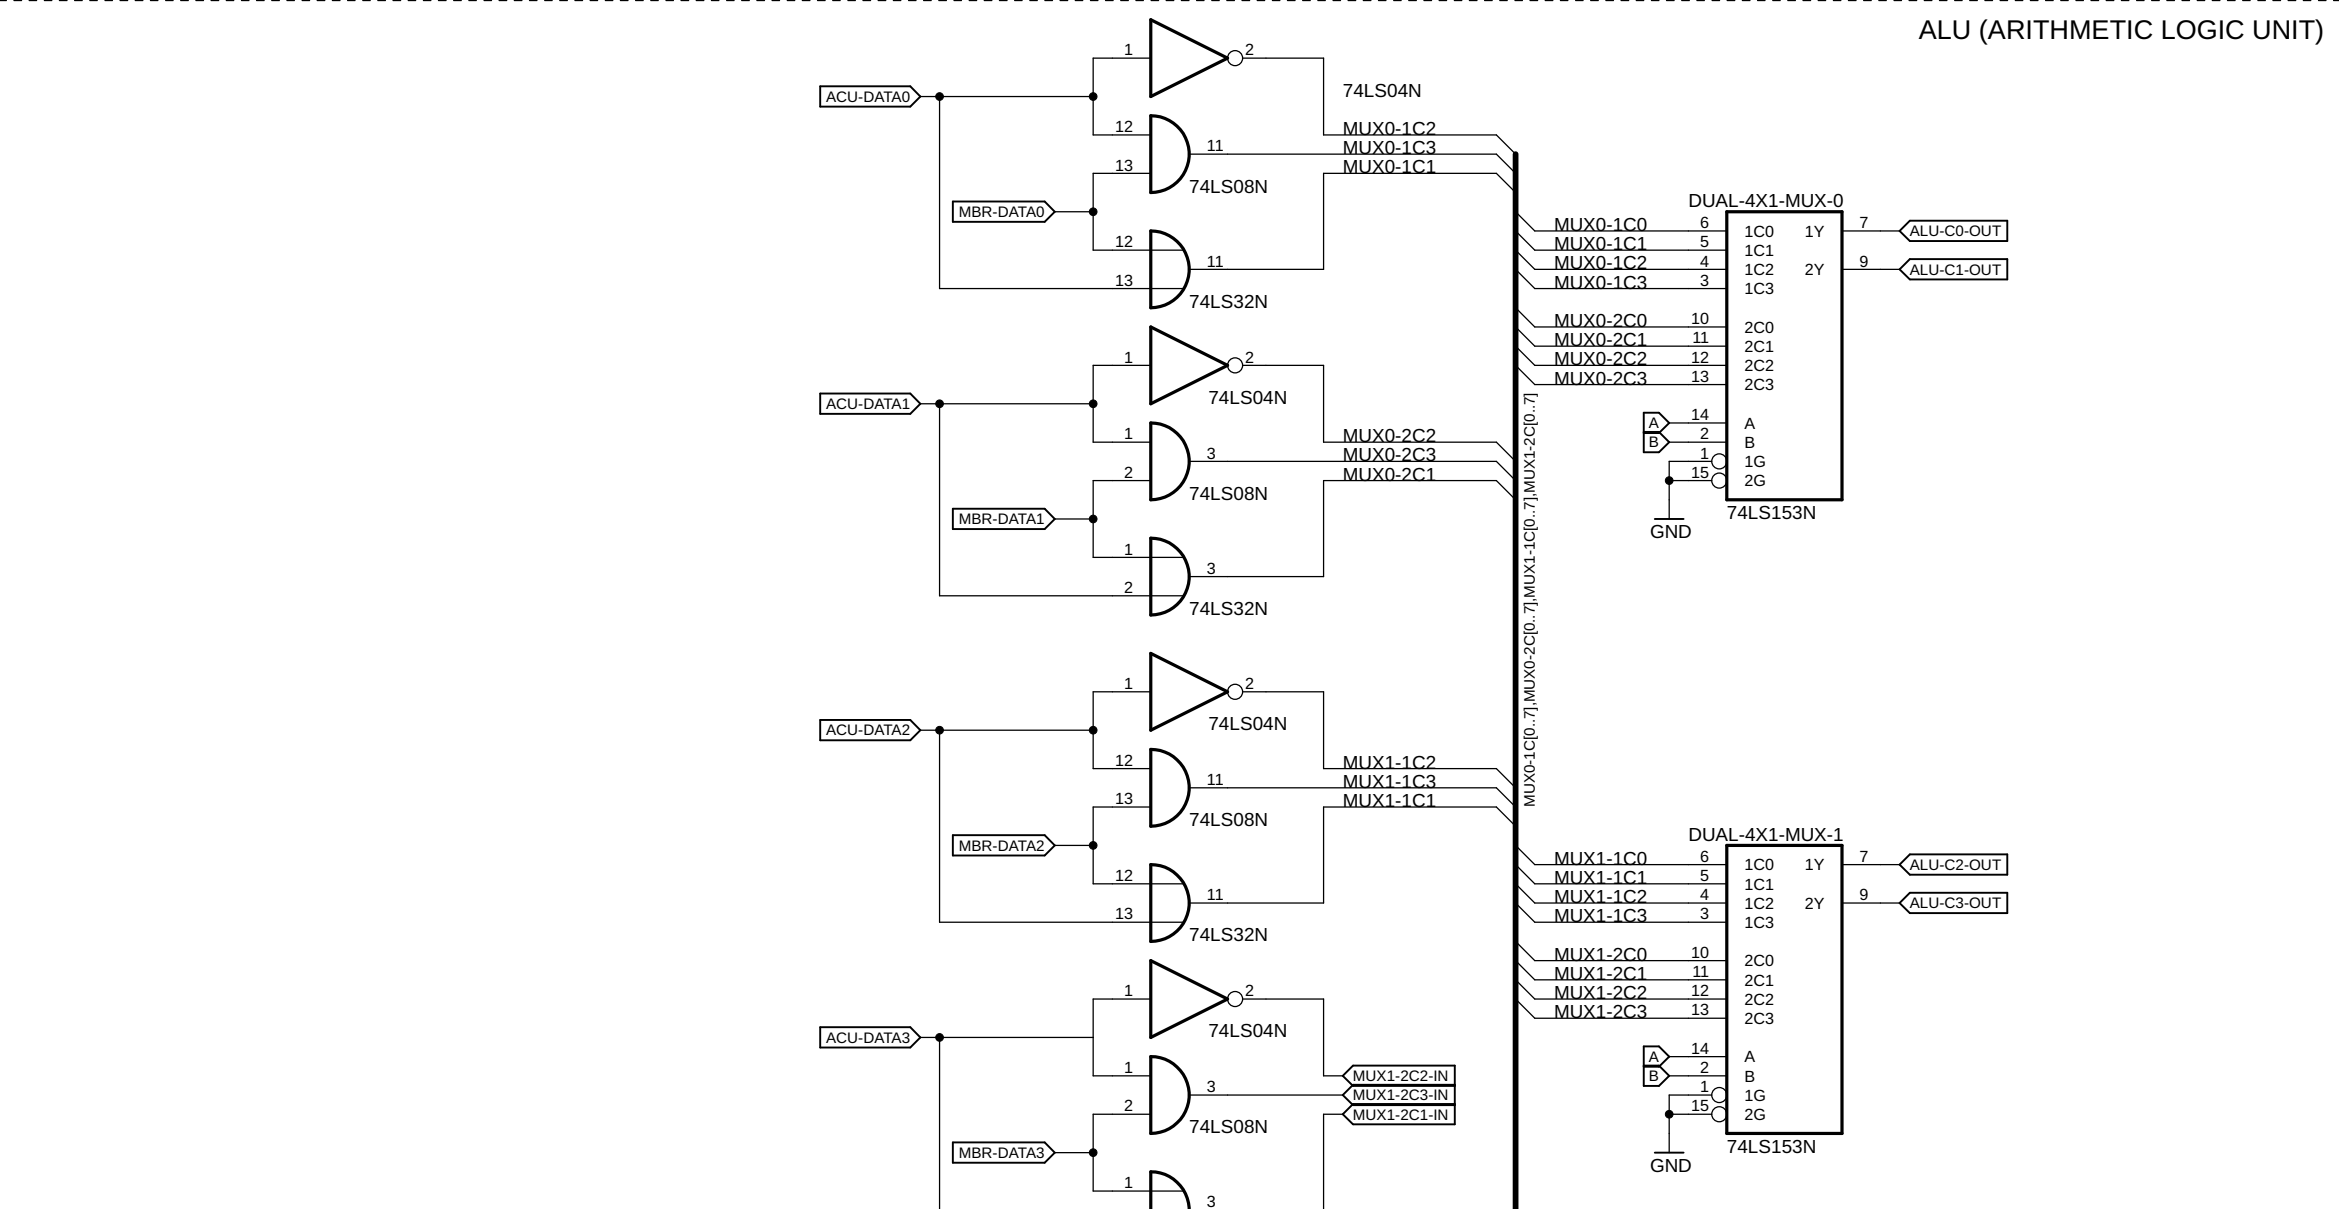 ALU (ARITHMETIC LOGIC UNIT)
1
2
74LS04N
ACU-DATA0
12
11
13
74LS08N
MUX0-1C2
MUX0-1C3
MUX0-1C1
MBR-DATA0
12
11
13
74LS32N
1
2
74LS04N
ACU-DATA1
1
3
2
74LS08N
MUX0-2C2
MUX0-2C3
MUX0-2C1
MBR-DATA1
1
3
2
74LS32N
1
2
74LS04N
ACU-DATA2
12
11
13
74LS08N
MUX1-1C2
MUX1-1C3
MUX1-1C1
MBR-DATA2
12
11
13
74LS32N
1
2
74LS04N
ACU-DATA3
1
3
2
74LS08N
MUX1-2C2-IN
MUX1-2C3-IN
MUX1-2C1-IN
MBR-DATA3
1
3
MUX0-1C[0..7],MUX0-2C[0..7],MUX1-1C[0..7],MUX1-2C[0..7]
DUAL-4X1-MUX-0
MUX0-1C0 6 1C0 1Y 7 ALU-C0-OUT
MUX0-1C1 5 1C1
MUX0-1C2 4 1C2 2Y 9 ALU-C1-OUT
MUX0-1C3 3 1C3
MUX0-2C0 10 2C0
MUX0-2C1 11 2C1
MUX0-2C2 12 2C2
MUX0-2C3 13 2C3
A 14 A
B 2 B
1 1G
15 2G
74LS153N
GND
DUAL-4X1-MUX-1
MUX1-1C0 6 1C0 1Y 7 ALU-C2-OUT
MUX1-1C1 5 1C1
MUX1-1C2 4 1C2 2Y 9 ALU-C3-OUT
MUX1-1C3 3 1C3
MUX1-2C0 10 2C0
MUX1-2C1 11 2C1
MUX1-2C2 12 2C2
MUX1-2C3 13 2C3
A 14 A
B 2 B
1 1G
15 2G
74LS153N
GND